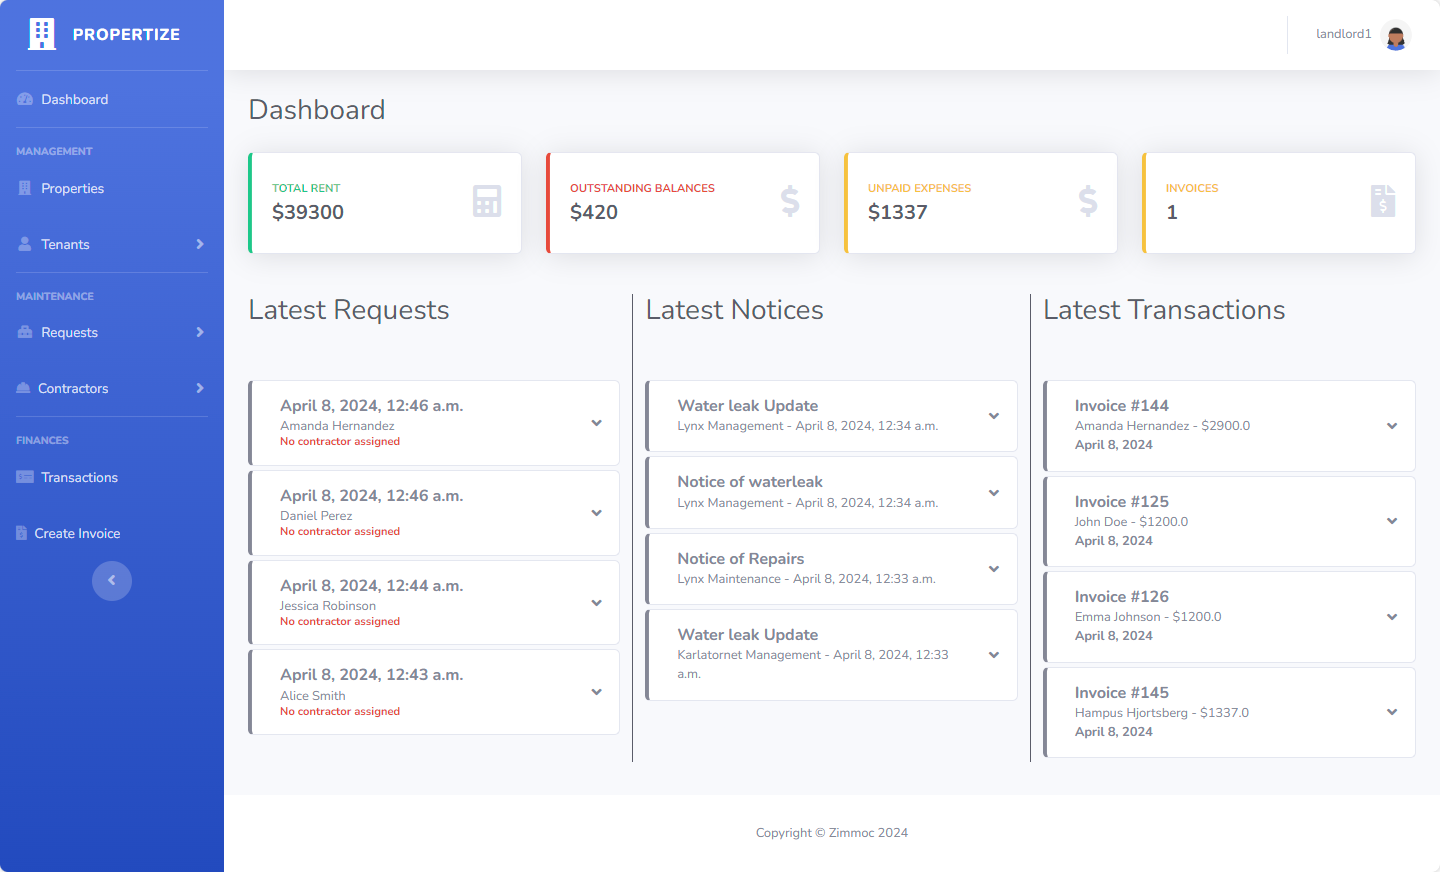 PROPERTIZE
landlord1
Dashboard
MANAGEMENT
Properties
Tenants
MAINTENANCE
Requests
Contractors
FINANCES
Transactions
Create Invoice
Dashboard
TOTAL RENT
$39300
OUTSTANDING BALANCES
$420
UNPAID EXPENSES
$1337
INVOICES
1
Latest Requests
April 8, 2024, 12:46 a.m.
Amanda Hernandez
No contractor assigned
April 8, 2024, 12:46 a.m.
Daniel Perez
No contractor assigned
April 8, 2024, 12:44 a.m.
Jessica Robinson
No contractor assigned
April 8, 2024, 12:43 a.m.
Alice Smith
No contractor assigned
Latest Notices
Water leak Update
Lynx Management - April 8, 2024, 12:34 a.m.
Notice of waterleak
Lynx Management - April 8, 2024, 12:34 a.m.
Notice of Repairs
Lynx Maintenance - April 8, 2024, 12:33 a.m.
Water leak Update
Karlatornet Management - April 8, 2024, 12:33
a.m.
Latest Transactions
Invoice #144
Amanda Hernandez - $2900.0
April 8, 2024
Invoice #125
John Doe - $1200.0
April 8, 2024
Invoice #126
Emma Johnson - $1200.0
April 8, 2024
Invoice #145
Hampus Hjortsberg - $1337.0
April 8, 2024
Copyright © Zimmoc 2024